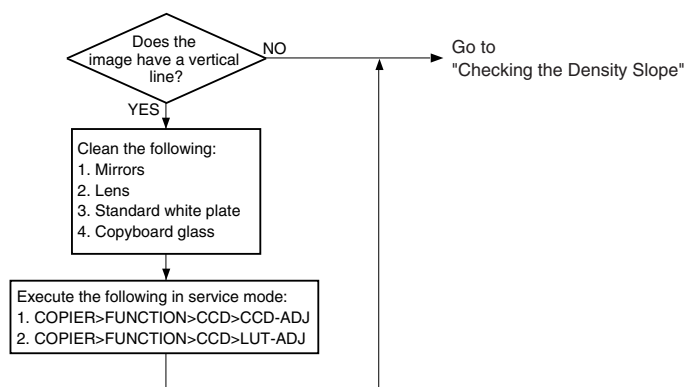 Does the
image have a vertical
line?
NO
Go to
"Checking the Density Slope"
YES
Clean the following:
1. Mirrors
2. Lens
3. Standard white plate
4. Copyboard glass
Execute the following in service mode:
1. COPIER>FUNCTION>CCD>CCD-ADJ
2. COPIER>FUNCTION>CCD>LUT-ADJ